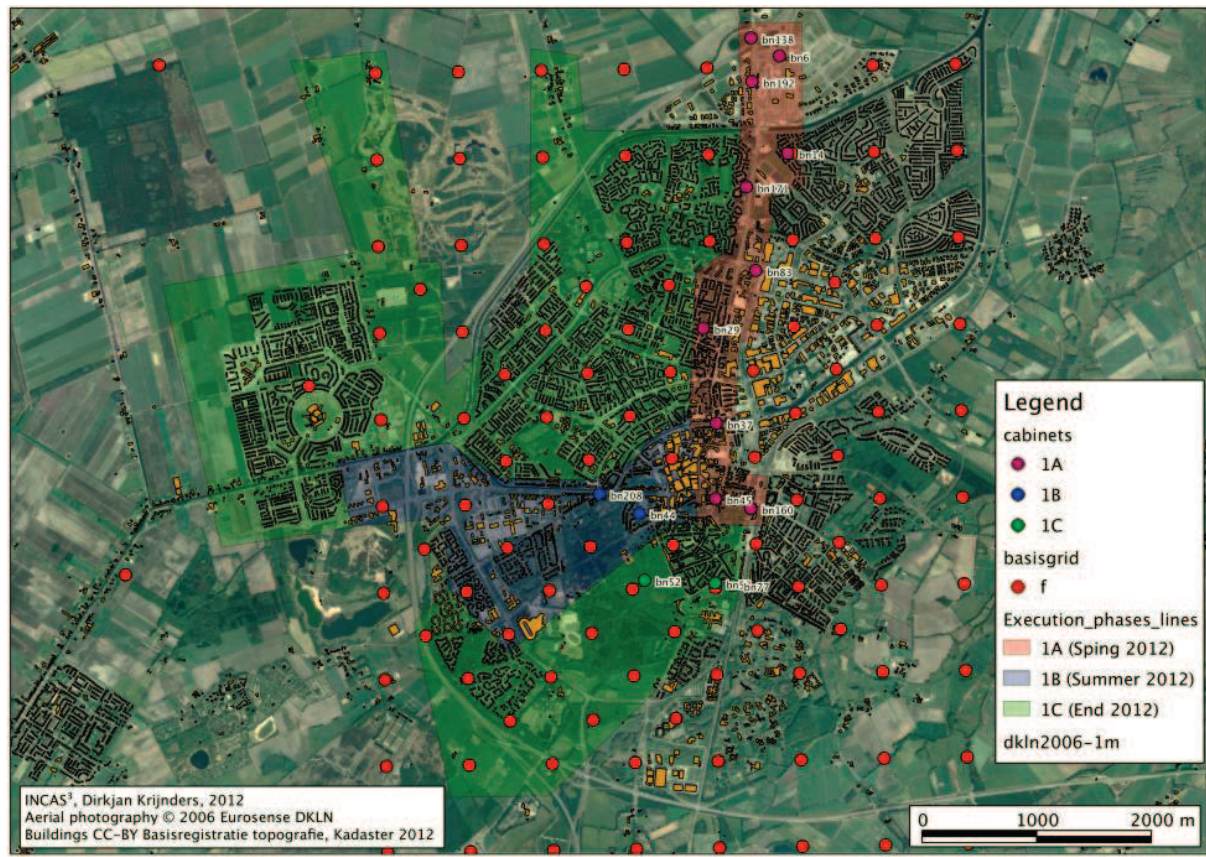 bn138
bn6
bn192
bn14
bn171
bn83
bn29
bn37
bn208
bn45
bn44
bn160
bn52
bn77
Legend
cabinets
1A
1B
1C
basisgrid
f
Execution_phases_lines
1A (Sping 2012)
1B (Summer 2012)
1C (End 2012)
dkln2006-1m
INCAS³, Dirkjan Krijnders, 2012
Aerial photography © 2006 Eurosense DKLN
Buildings CC-BY Basisregistratie topografie, Kadaster 2012
0 1000 2000 m